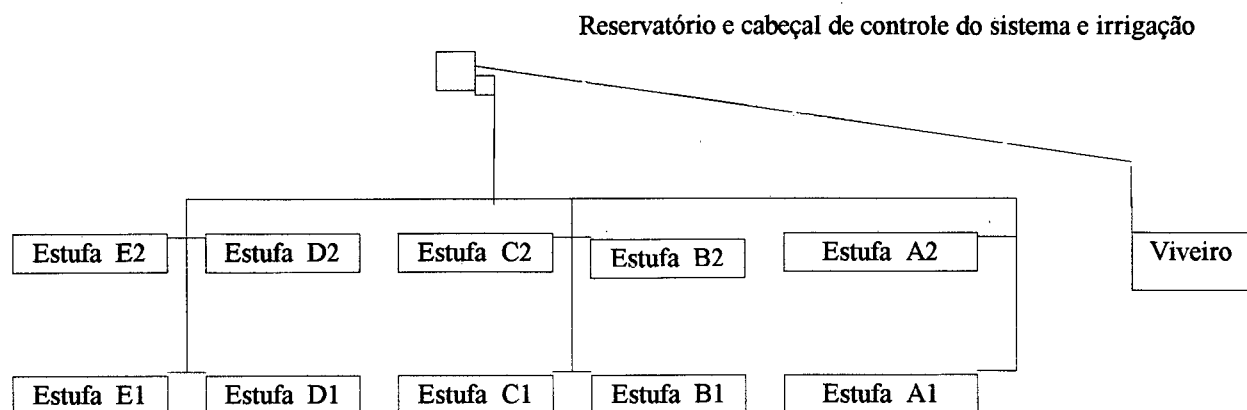 Reservatório e cabeçal de controle do sistema e irrigação
Estufa E2 Estufa D2 Estufa C2 Estufa B2 Estufa A2 Viveiro
Estufa E1 Estufa D1 Estufa C1 Estufa B1 Estufa A1